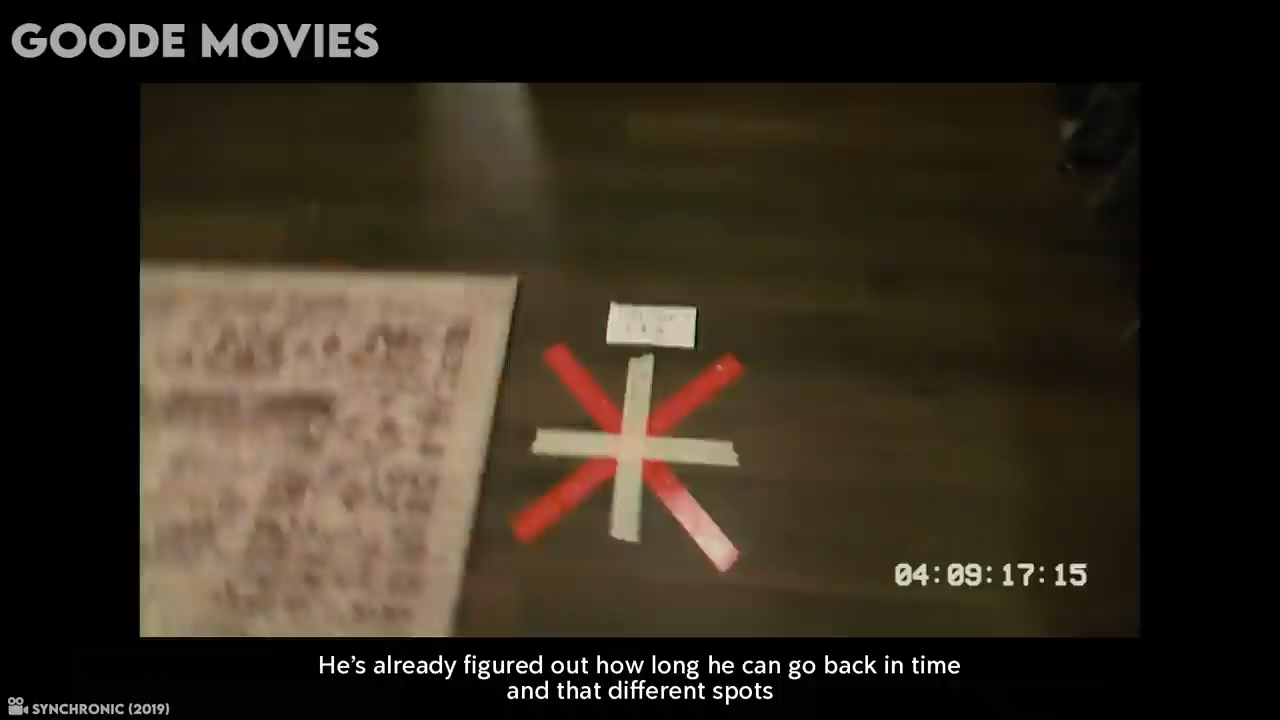 GOODE MOVIES
04:09:17:15
He’s already figured out how long he can go back in time
and that different spots
SYNCHRONIC (2019)